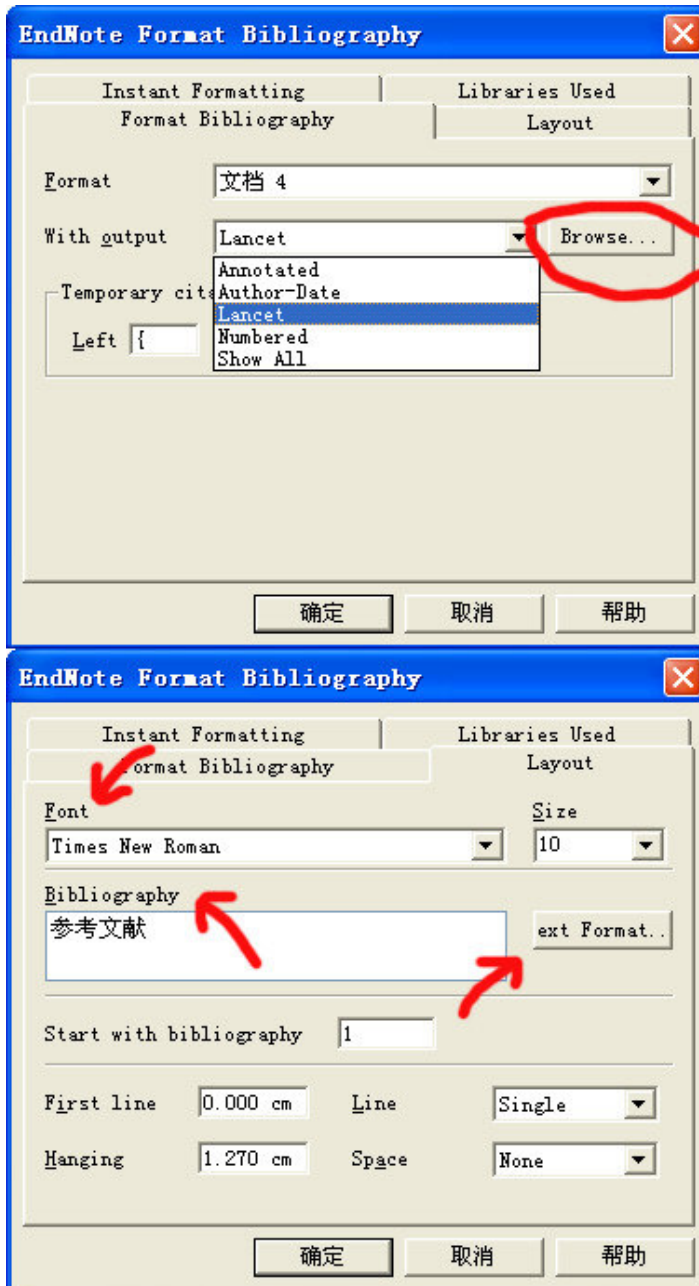 EndNote Format Bibliography
Instant Formatting Libraries Used
Format Bibliography Layout
Format 文档 4
With output Lancet Browse...
Annotated
Temporary cit Author-Date
Lancet
Left { Numbered
Show All
确定 取消 帮助
EndNote Format Bibliography
Instant Formatting Libraries Used
Format Bibliography Layout
Font Size
Times New Roman 10
Bibliography
参考文献 ext Format..
Start with bibliography 1
First line 0.000 cm Line Single
Hanging 1.270 cm Space None
确定 取消 帮助